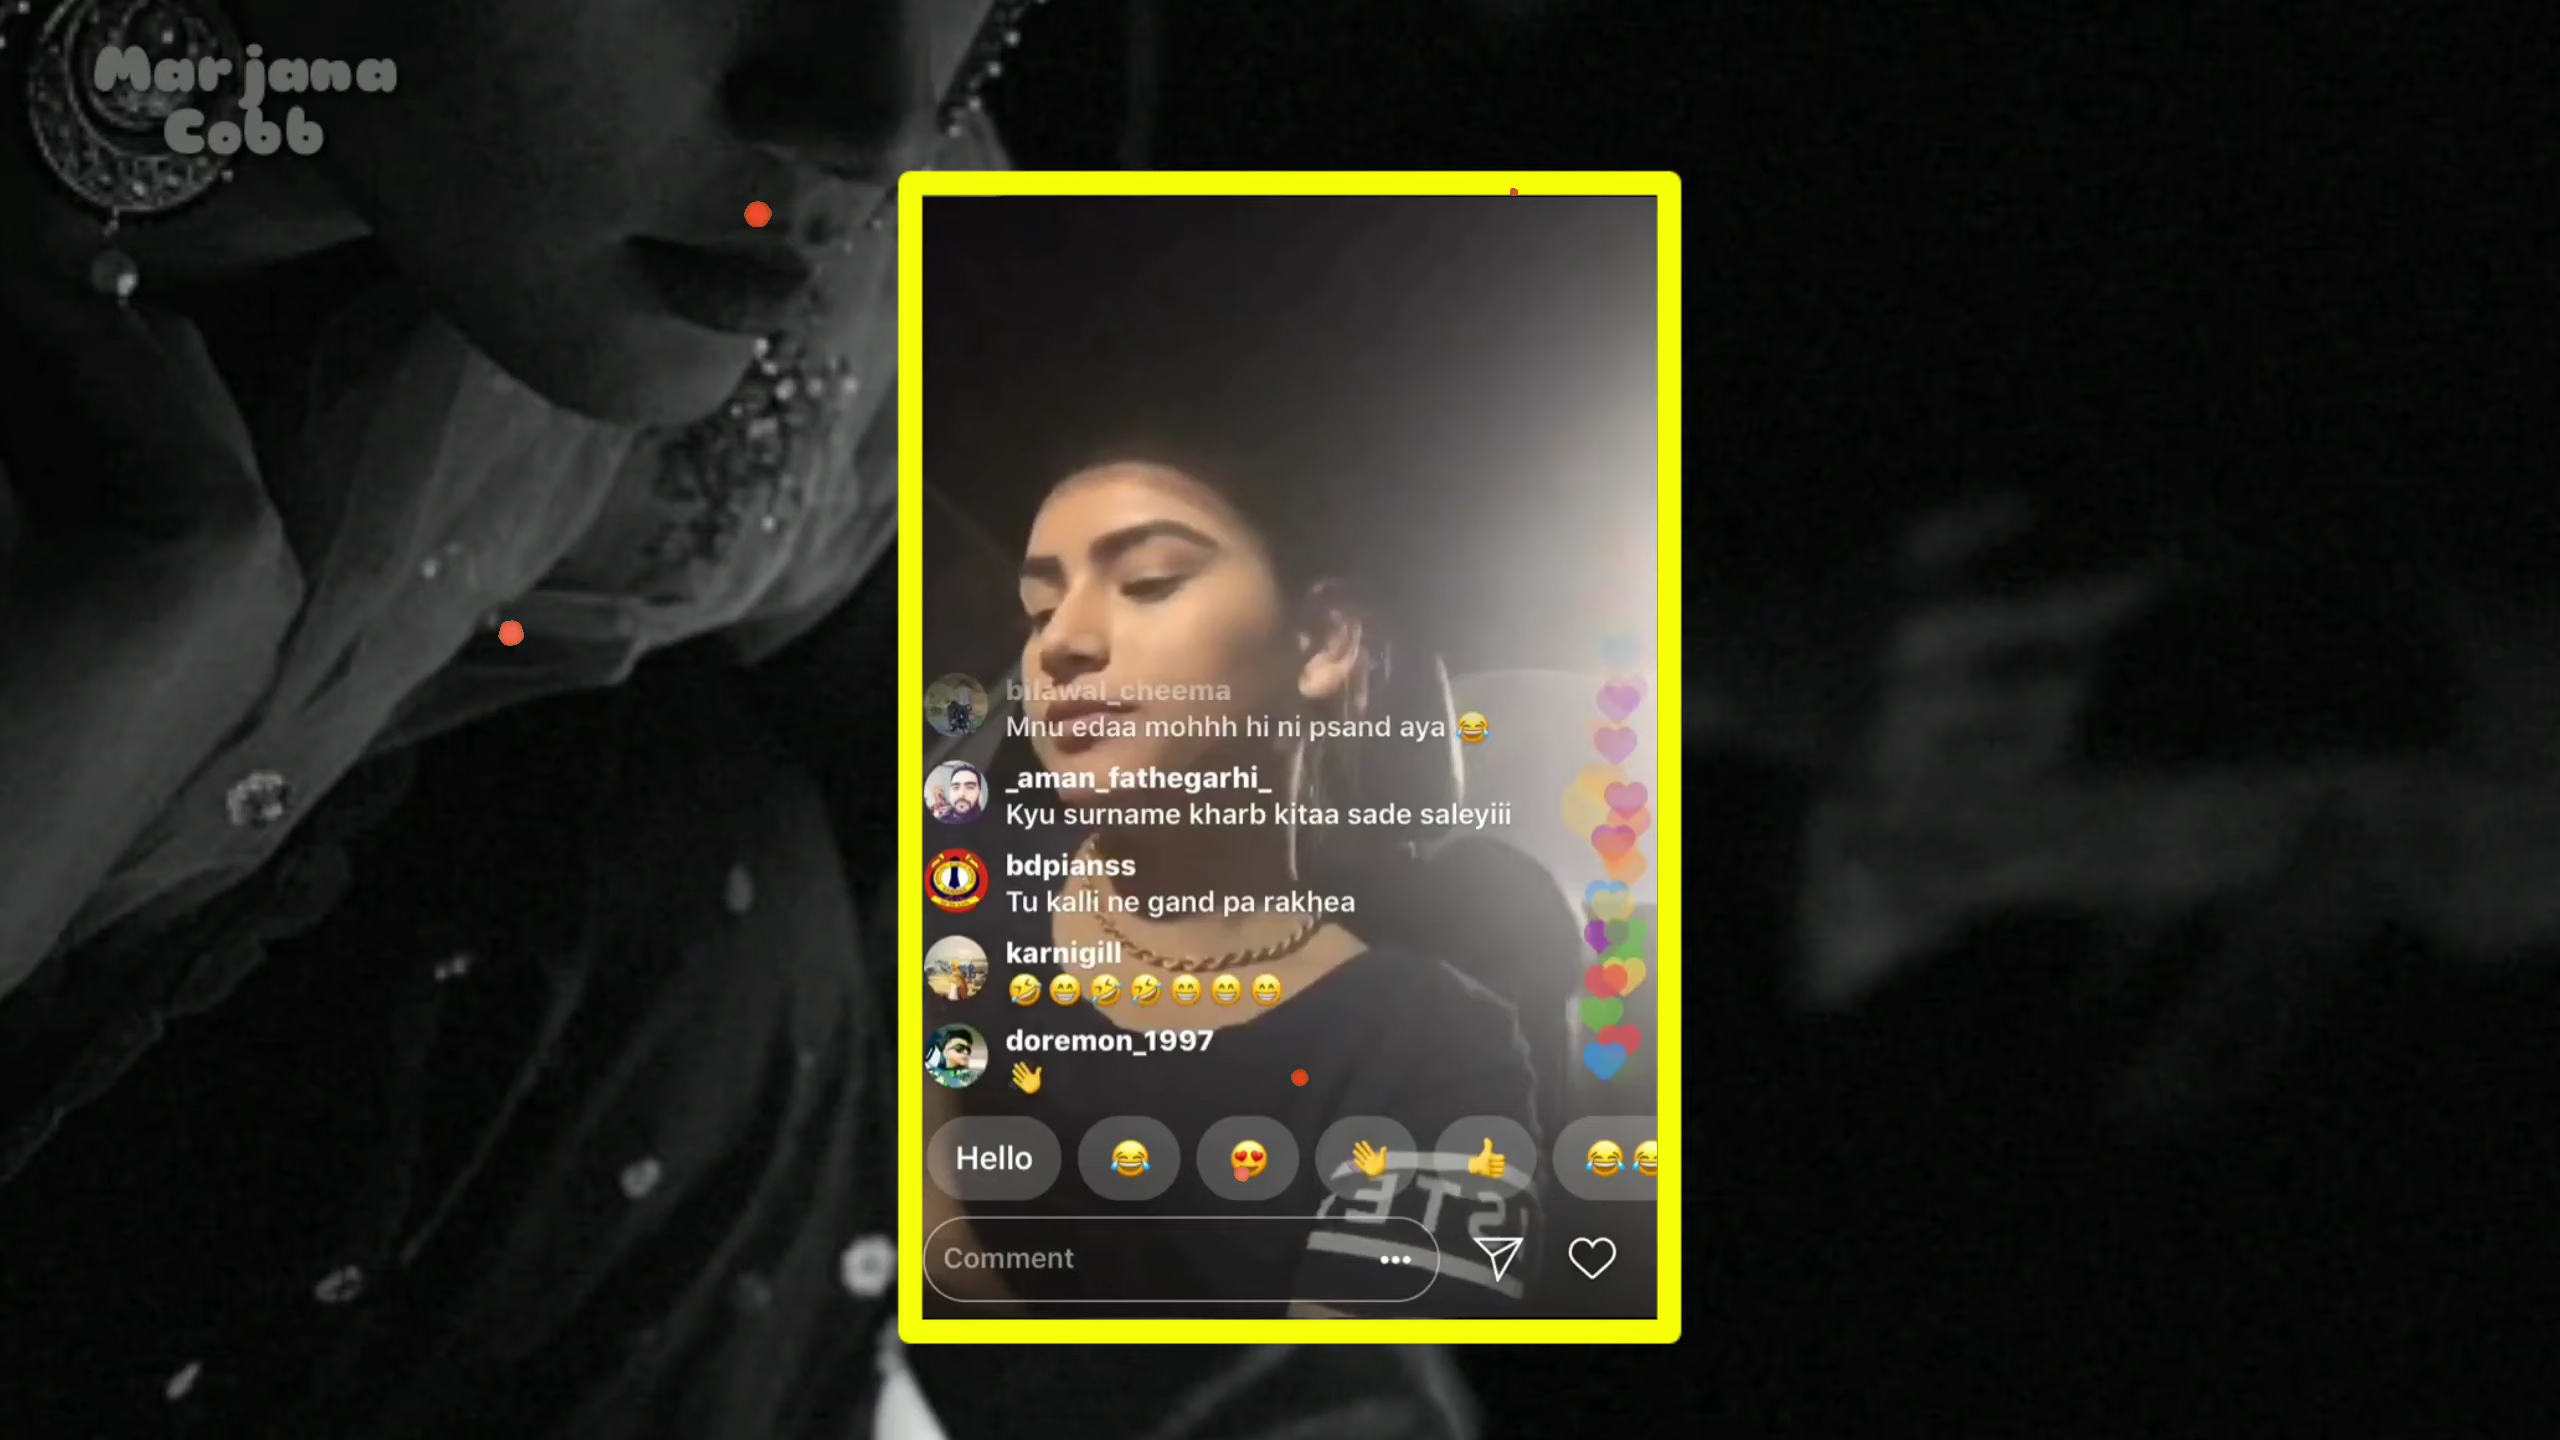 Marjana
Cobb
bilawal_cheema
Mnu edaa mohhh hi ni psand aya 😂
_aman_fathegarhi_
Kyu surname kharb kitaa sade saleyiii
bdpianss
Tu kalli ne gand pa rakhea
karnigill
🤣😁🤣🤣😁😁😁
doremon_1997
👋
Hello 😂 😍 👋 👍 😂😂
STE
Comment